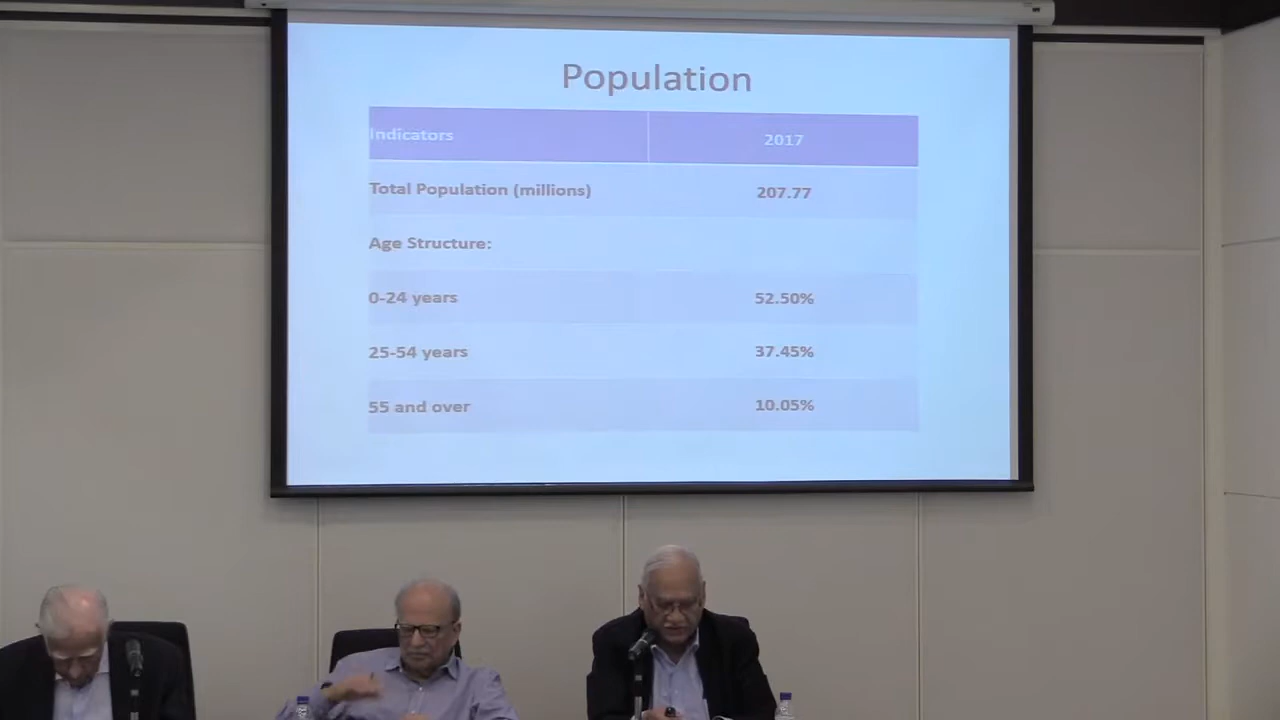 Population
Indicators 2017
Total Population (millions) 207.77
Age Structure:
0-24 years 52.50%
25-54 years 37.45%
55 and over 10.05%